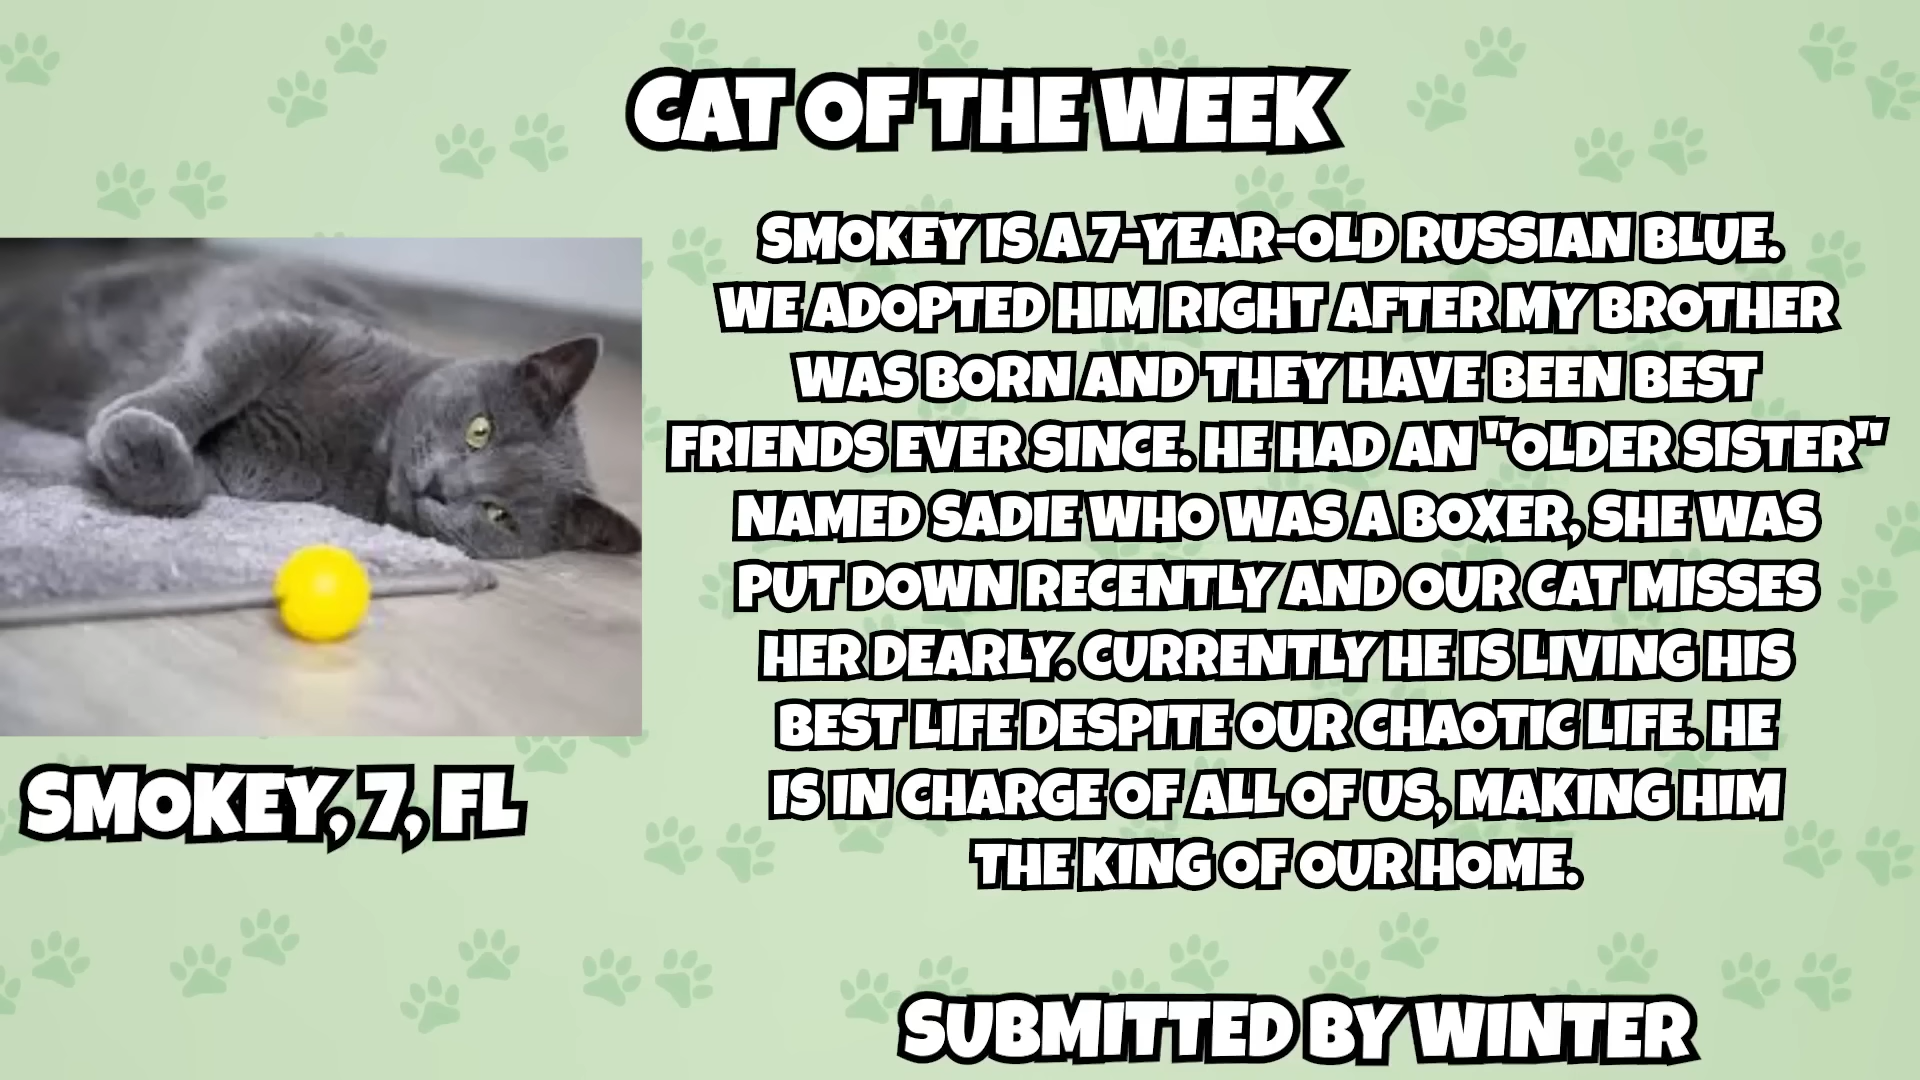 CAT OF THE WEEK
SMOKEY IS A 7-YEAR-OLD RUSSIAN BLUE.
WE ADOPTED HIM RIGHT AFTER MY BROTHER
WAS BORN AND THEY HAVE BEEN BEST
FRIENDS EVER SINCE. HE HAD AN "OLDER SISTER"
NAMED SADIE WHO WAS A BOXER, SHE WAS
PUT DOWN RECENTLY AND OUR CAT MISSES
HER DEARLY. CURRENTLY HE IS LIVING HIS
BEST LIFE DESPITE OUR CHAOTIC LIFE. HE
IS IN CHARGE OF ALL OF US, MAKING HIM
THE KING OF OUR HOME.
SMOKEY, 7, FL
SUBMITTED BY WINTER